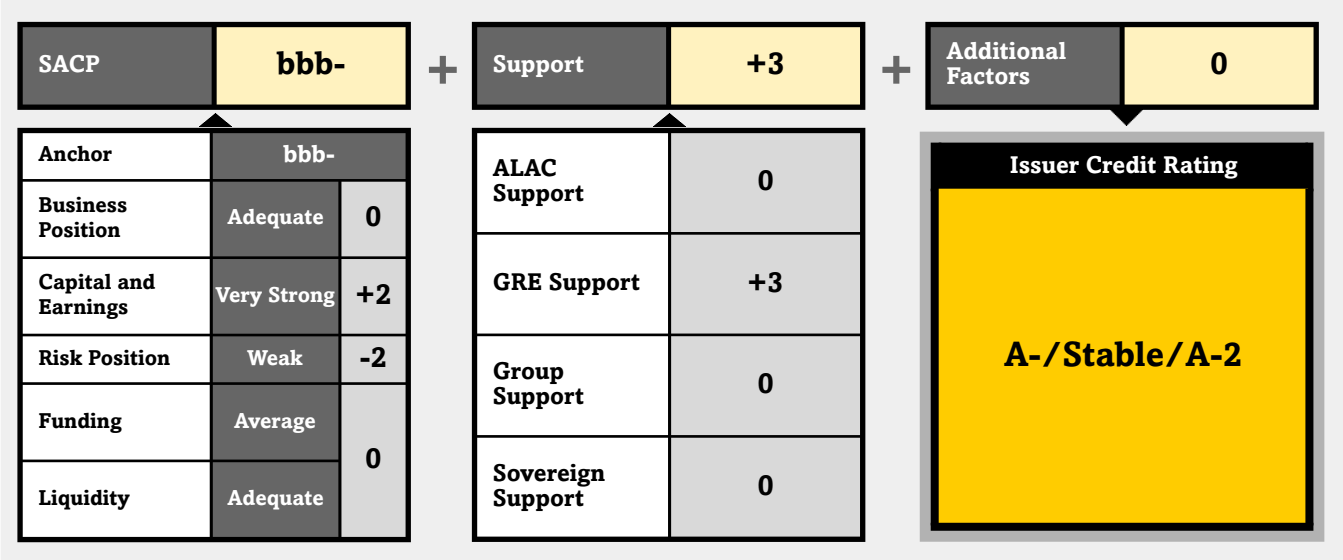 SACP
bbb-
+
Support
+3
+
Additional
Factors
0
Anchor
bbb-
Business
Position
Adequate
0
Capital and
Earnings
Very Strong
+2
Risk Position
Weak
-2
Funding
Average
0
Liquidity
Adequate
ALAC
Support
0
GRE Support
+3
Group
Support
0
Sovereign
Support
0
Issuer Credit Rating
A-/Stable/A-2